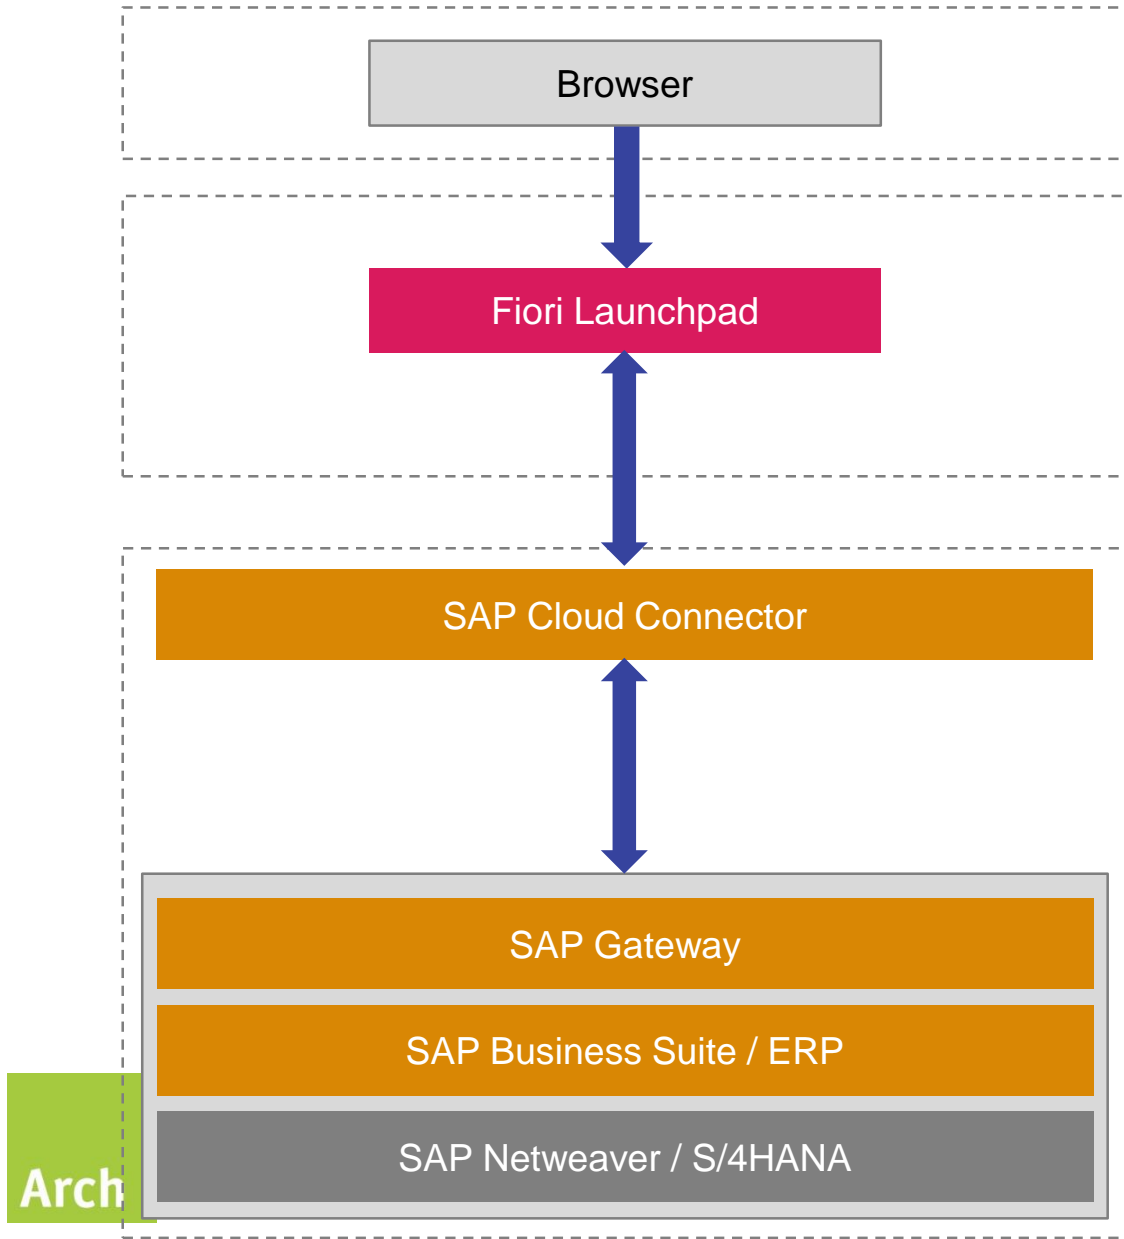 Browser
Fiori Launchpad
SAP Cloud Connector
SAP Gateway
SAP Business Suite / ERP
SAP Netweaver / S/4HANA
Arch